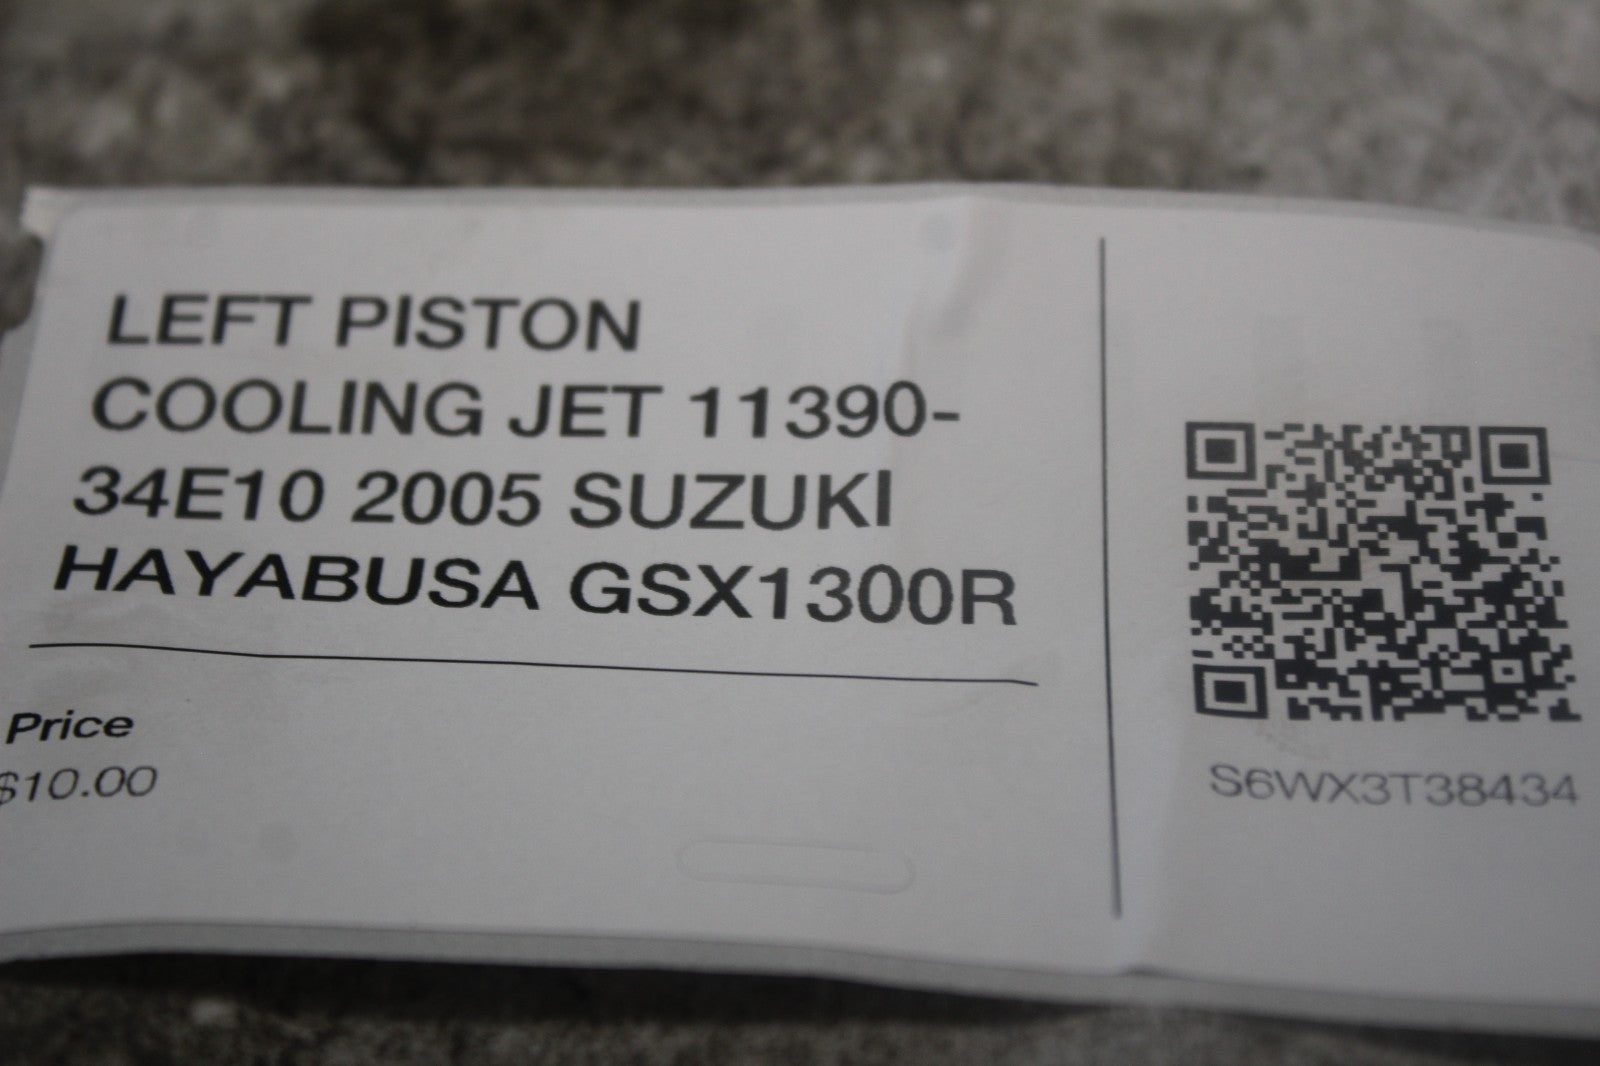 LEFT PISTON
COOLING JET 11390-
34E10 2005 SUZUKI
HAYABUSA GSX1300R
Price
$10.00
S6WX3T38434